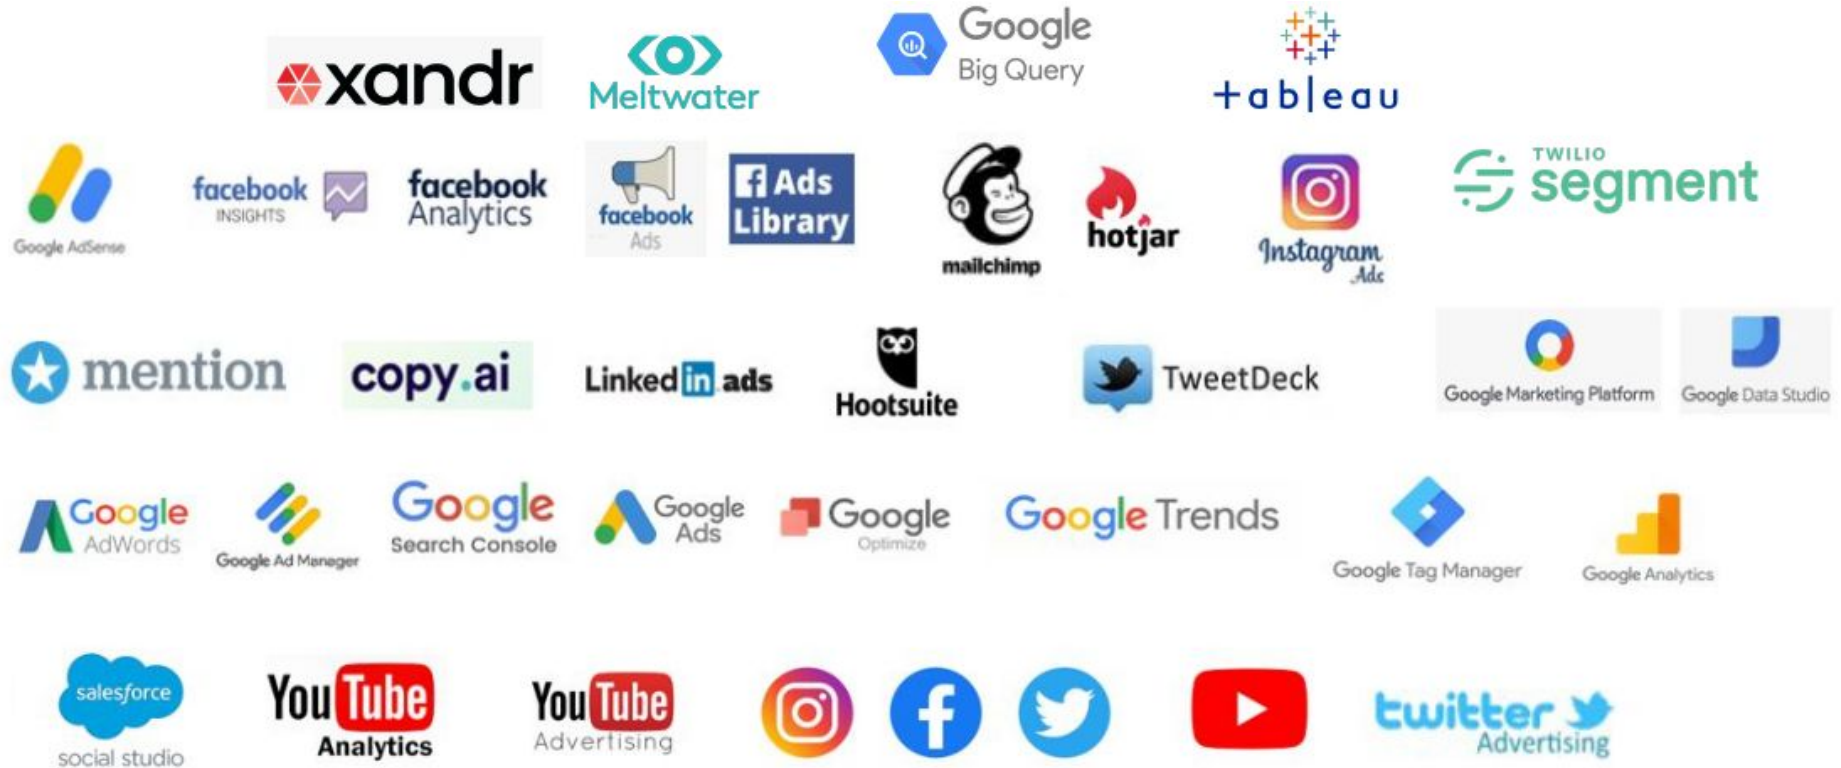 xandr
Meltwater
Google
Big Query
+ableau
Google AdSense
facebook
INSIGHTS
facebook
Analytics
facebook
Ads
f Ads
Library
mailchimp
hotjar
Instagram
Ads
TWILIO
segment
mention
copy.ai
Linked in ads
Hootsuite
TweetDeck
Google Marketing Platform
Google Data Studio
Google
AdWords
Google Ad Manager
Google
Search Console
Google
Ads
Google
Optimize
Google Trends
Google Tag Manager
Google Analytics
salesforce
social studio
YouTube
Analytics
YouTube
Advertising
f
twitter
Advertising